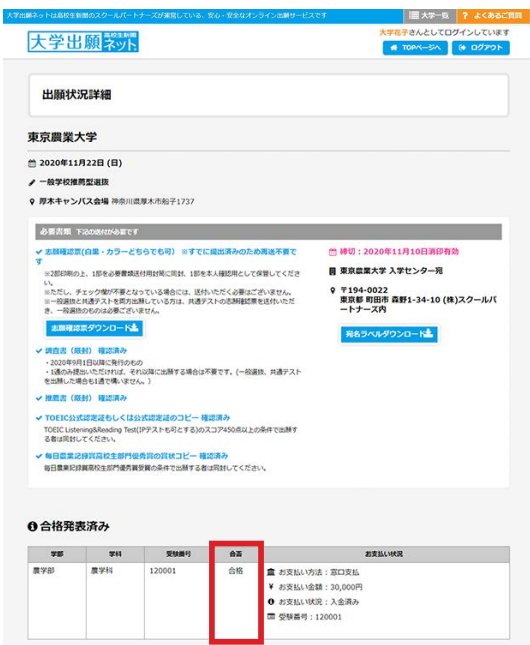 大学出願ネットは高校生新聞のスクールパートナーズが運営している、安心・安全なオンライン出願サービスです
大学一覧
? よくあるご質問
大学出願ネット
高校生新聞
大学花子さんとしてログインしています
TOPページへ
ログアウト
出願状況詳細
東京農業大学
2020年11月22日 (日)
一般学校推薦型選抜
厚木キャンパス会場 神奈川県厚木市船子1737
必要書類 下記の送付が必要です
志願確認票(白黒・カラーどちらでも可) ※すでに提出済みのため再送不要です
※2部印刷の上、1部を必要書類送付用封筒に同封、1部を本人確認用として保管してください。
※ただし、チェック欄が不要となっている場合には、送付いただく必要はございません。
※一般選抜と共通テストを両方出願している方は、共通テストの志願確認票を送付いただき、一般選抜のものは必要ございません。
志願確認票ダウンロード
調査書 (厳封) 確認済み
・2020年9月1日以降に発行のもの
・1通のみ提出いただければ、それ以降に出願する場合は不要です。(一般選抜、共通テストを出願した場合も1通で構いません。)
推薦書 (厳封) 確認済み
TOEIC公式認定証もしくは公式認定証のコピー 確認済み
TOEIC Listening&Reading Test(IPテストも可とする)のスコア450点以上の条件で出願する者は同封してください。
毎日農業記録賞高校生部門優秀賞の賞状コピー 確認済み
毎日農業記録賞高校生部門優秀賞受賞の条件で出願する者は同封してください。
締切:2020年11月10日消印有効
東京農業大学 入学センター宛
〒194-0022
東京都 町田市 森野1-34-10 (株)スクールパートナーズ内
宛名ラベルダウンロード
合格発表済み
学部 学科 受験番号 合否 お支払い状況
農学部 農学科 120001 合格 お支払い方法:窓口支払
¥ お支払い金額:30,000円
お支払い状況:入金済み
受験番号:120001